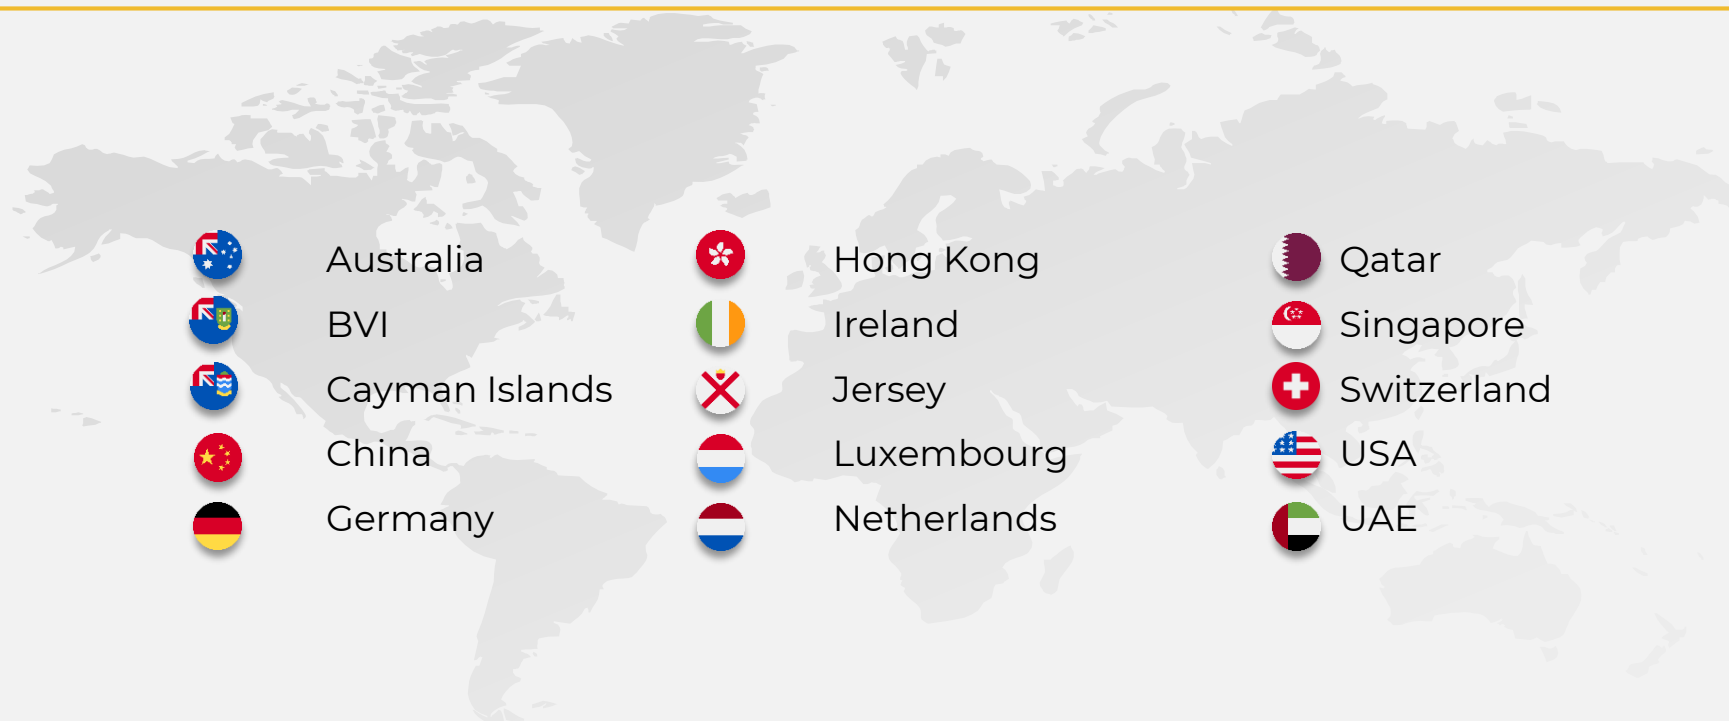 Australia
BVI
Cayman Islands
China
Germany
Hong Kong
Ireland
Jersey
Luxembourg
Netherlands
Qatar
Singapore
Switzerland
USA
UAE